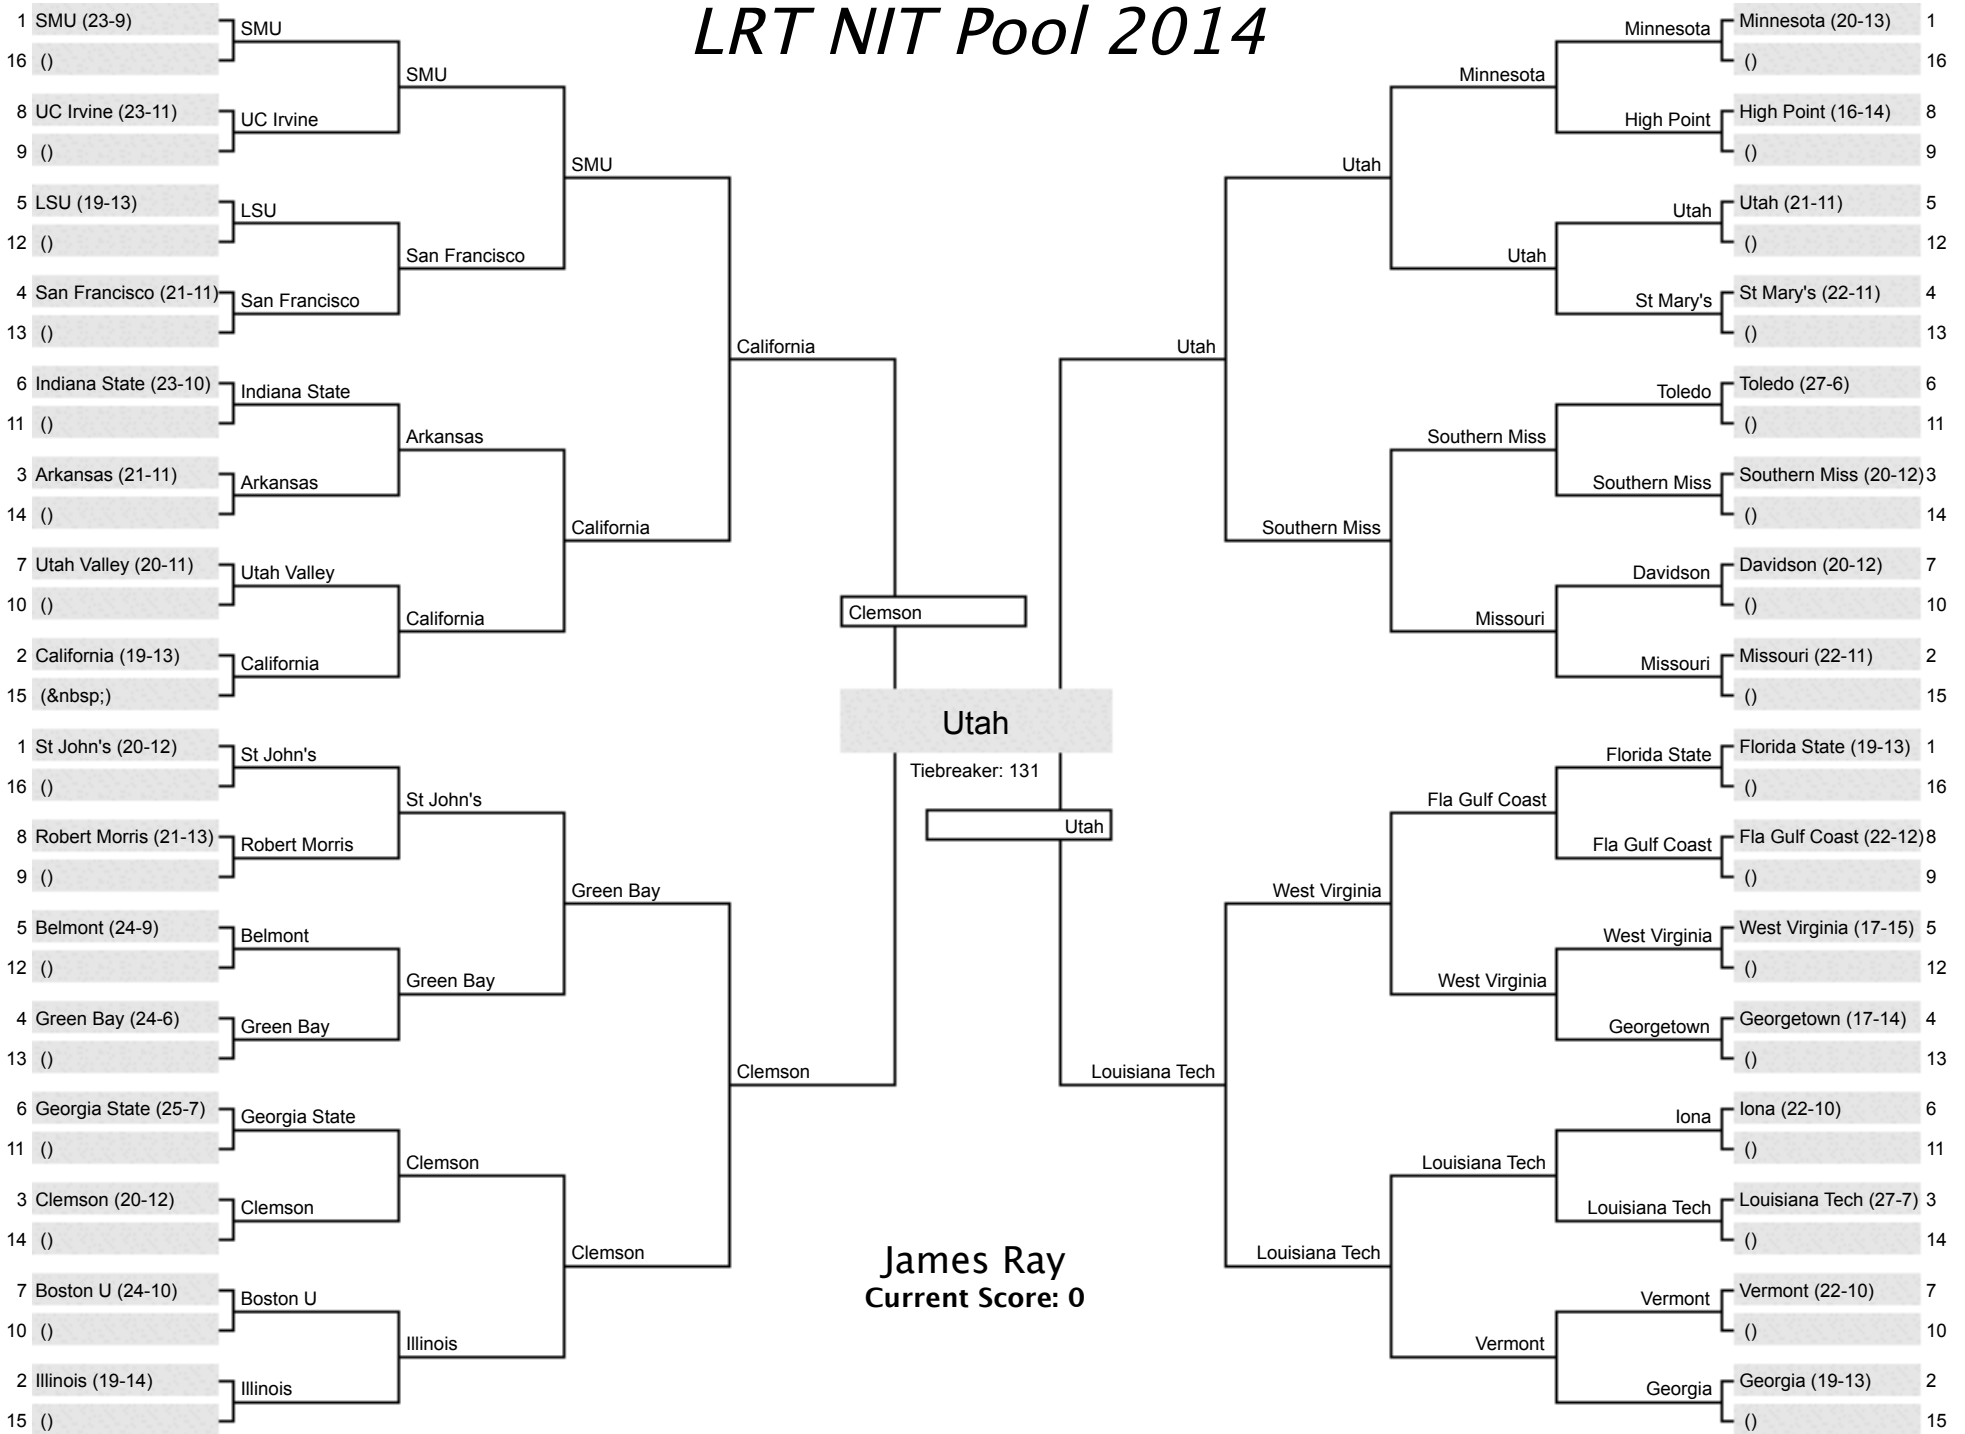 LRT NIT Pool 2014
1 SMU (23-9)
16 ()
8 UC Irvine (23-11)
9 ()
5 LSU (19-13)
12 ()
4 San Francisco (21-11)
13 ()
6 Indiana State (23-10)
11 ()
3 Arkansas (21-11)
14 ()
7 Utah Valley (20-11)
10 ()
2 California (19-13)
15 (&nbsp;)
1 St John's (20-12)
16 ()
8 Robert Morris (21-13)
9 ()
5 Belmont (24-9)
12 ()
4 Green Bay (24-6)
13 ()
6 Georgia State (25-7)
11 ()
3 Clemson (20-12)
14 ()
7 Boston U (24-10)
10 ()
2 Illinois (19-14)
15 ()
SMU
UC Irvine
LSU
San Francisco
Indiana State
Arkansas
Utah Valley
California
St John's
Robert Morris
Belmont
Green Bay
Georgia State
Clemson
Boston U
Illinois
SMU
San Francisco
Arkansas
California
St John's
Green Bay
Clemson
Illinois
SMU
California
Green Bay
Clemson
California
Clemson
Clemson
Utah
Tiebreaker: 131
Utah
James Ray
Current Score: 0
Utah
Louisiana Tech
Utah
Southern Miss
West Virginia
Louisiana Tech
Minnesota
Utah
Southern Miss
Missouri
Fla Gulf Coast
West Virginia
Louisiana Tech
Vermont
Minnesota
High Point
Utah
St Mary's
Toledo
Southern Miss
Davidson
Missouri
Florida State
Fla Gulf Coast
West Virginia
Georgetown
Iona
Louisiana Tech
Vermont
Georgia
Minnesota (20-13) 1
() 16
High Point (16-14) 8
() 9
Utah (21-11) 5
() 12
St Mary's (22-11) 4
() 13
Toledo (27-6) 6
() 11
Southern Miss (20-12) 3
() 14
Davidson (20-12) 7
() 10
Missouri (22-11) 2
() 15
Florida State (19-13) 1
() 16
Fla Gulf Coast (22-12) 8
() 9
West Virginia (17-15) 5
() 12
Georgetown (17-14) 4
() 13
Iona (22-10) 6
() 11
Louisiana Tech (27-7) 3
() 14
Vermont (22-10) 7
() 10
Georgia (19-13) 2
() 15